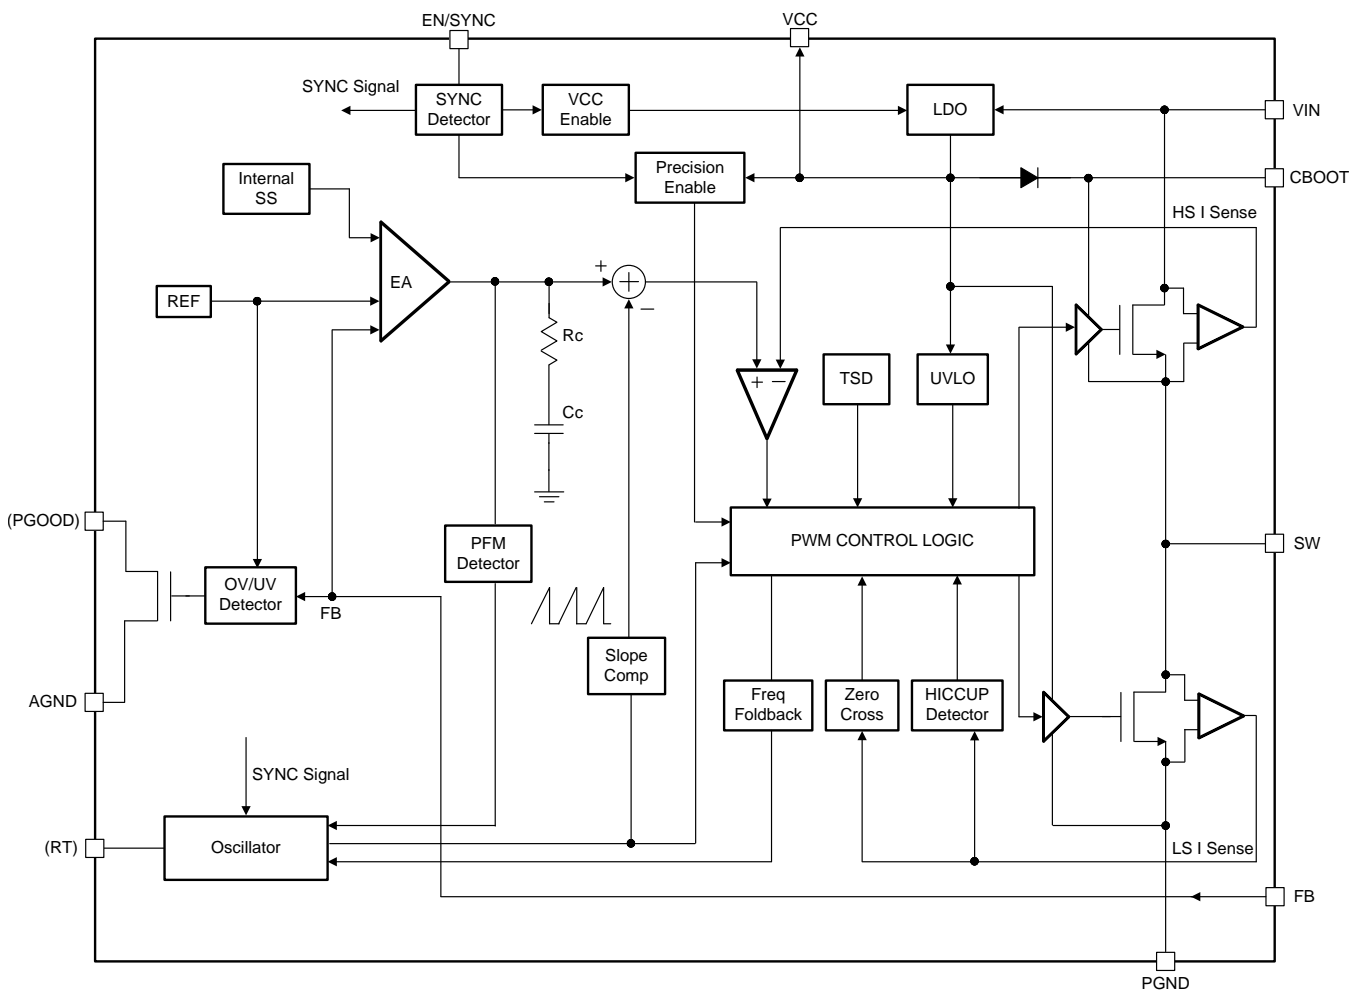 EN/SYNC
VCC
SYNC Signal
SYNC
Detector
VCC
Enable
LDO
VIN
Internal
SS
Precision
Enable
CBOOT
HS I Sense
REF
EA
+
+
−
Rc
Cc
+ −
TSD
UVLO
(PGOOD)
PFM
Detector
PWM CONTROL LOGIC
SW
OV/UV
Detector
FB
Slope
Comp
AGND
Freq
Foldback
Zero
Cross
HICCUP
Detector
SYNC Signal
(RT)
Oscillator
LS I Sense
FB
PGND